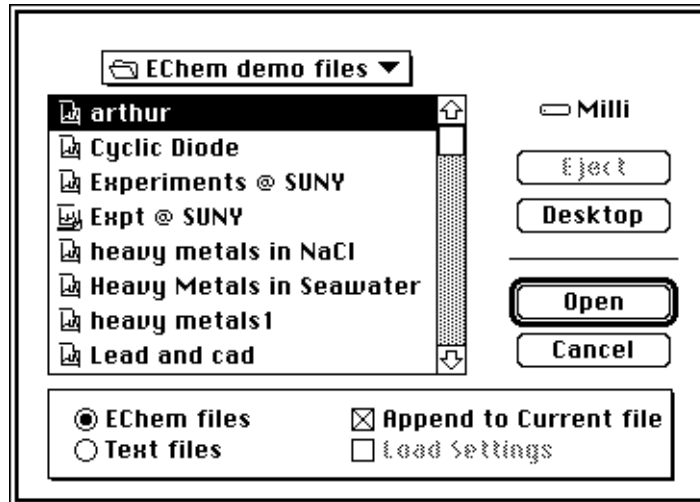 EChem demo files
arthur
Cyclic Diode
Experiments @ SUNY
Expt @ SUNY
heavy metals in NaCl
Heavy Metals in Seawater
heavy metals1
Lead and cad
Milli
Eject
Desktop
Open
Cancel
EChem files
Text files
Append to Current file
Load Settings